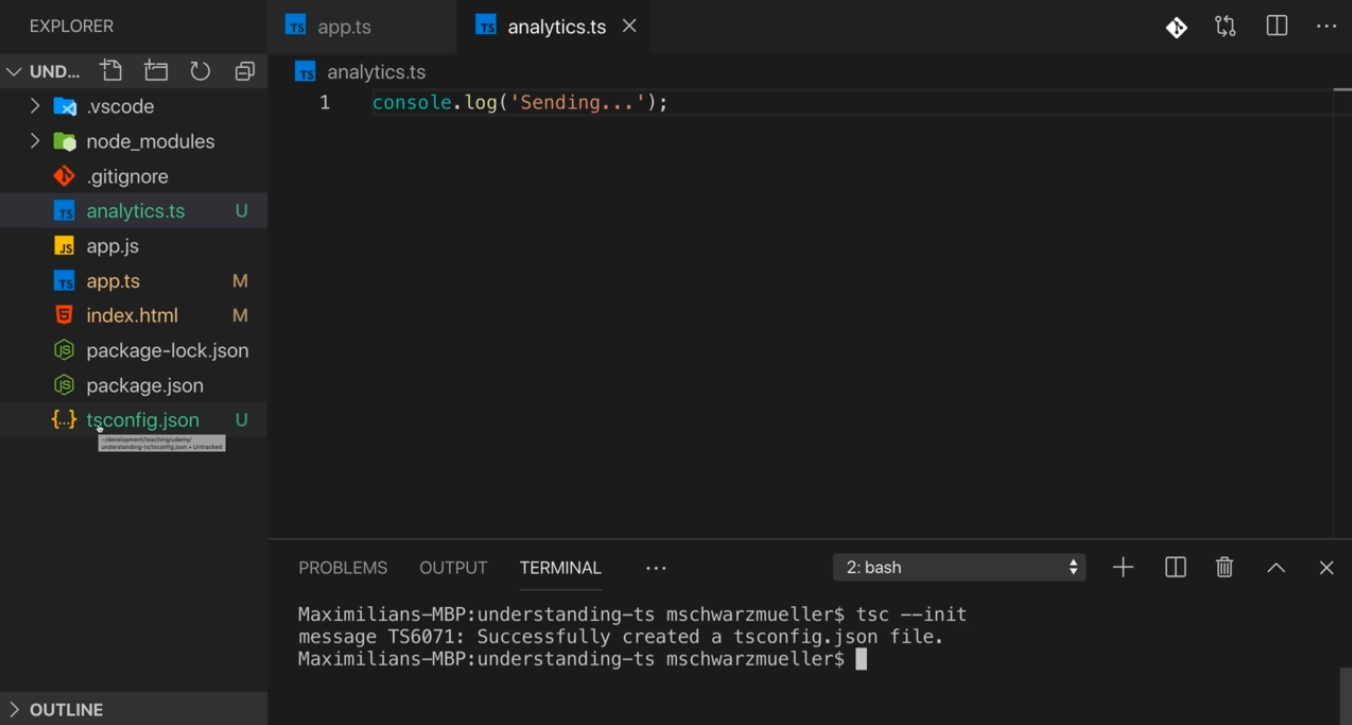 EXPLORER
UND...
.vscode
node_modules
.gitignore
analytics.ts U
app.js
app.ts M
index.html M
package-lock.json
package.json
tsconfig.json U
~/development/teaching/udemy/
understanding-ts/tsconfig.json • Untracked
OUTLINE
app.ts
analytics.ts
analytics.ts
1 console.log('Sending...');
PROBLEMS OUTPUT TERMINAL ... 2: bash
Maximilians-MBP:understanding-ts mschwarzmueller$ tsc --init
message TS6071: Successfully created a tsconfig.json file.
Maximilians-MBP:understanding-ts mschwarzmueller$